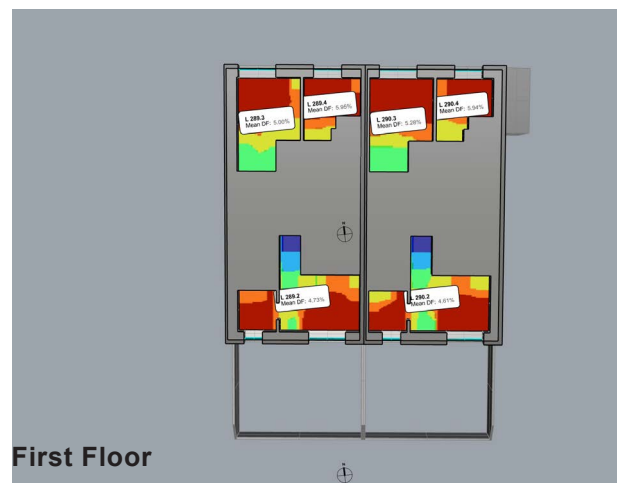 L 289.3
Mean DF: 5.00%
L 289.4
Mean DF: 5.95%
L 290.3
Mean DF: 5.28%
L 290.4
Mean DF: 5.94%
N
L 289.2
Mean DF: 4.73%
L 290.2
Mean DF: 4.61%
First Floor
N